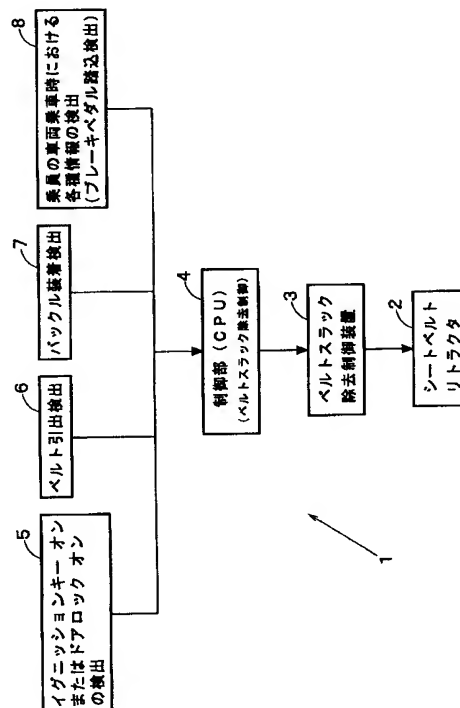 5
イグニッションキー オン
またはドアロック オン
の検出
6
ベルト引出検出
7
バックル装着検出
8
乗員の車両乗車時における
各種情報の検出
(ブレーキペダル踏込検出)
4
制御部(CPU)
(ベルトスラック除去制御)
3
ベルトスラック
除去制御装置
2
シートベルト
リトラクタ
1